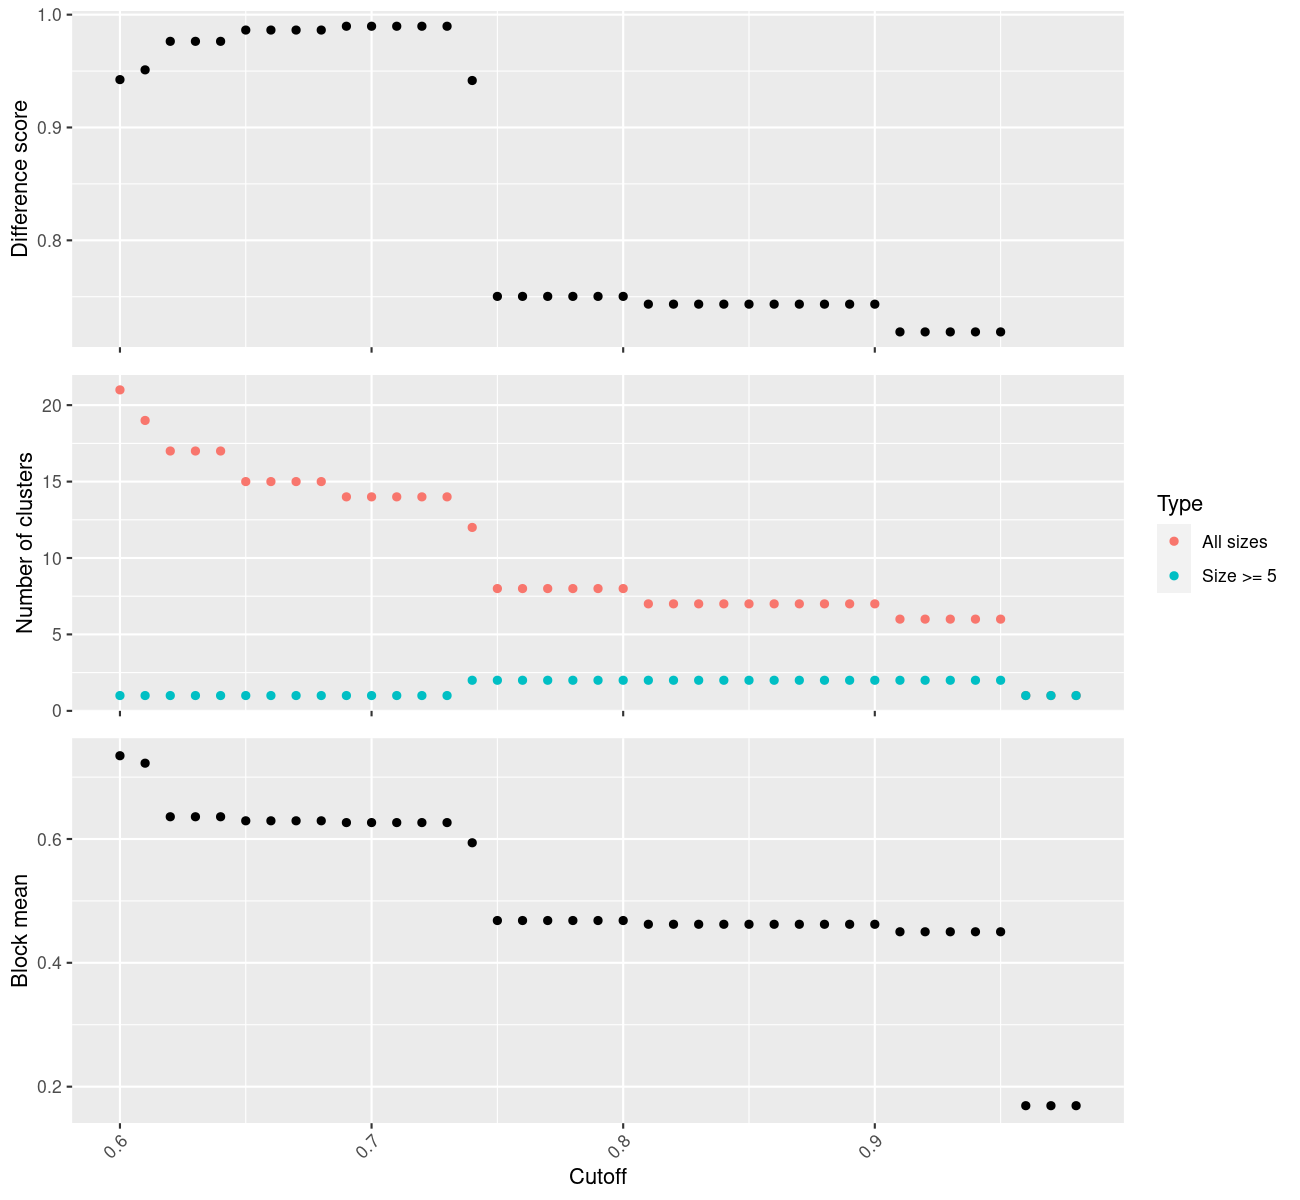 Difference score
1.0
0.9
0.8
Number of clusters
20
15
10
5
0
Type
All sizes
Size >= 5
Block mean
0.6
0.4
0.2
0.6
0.7
0.8
0.9
Cutoff